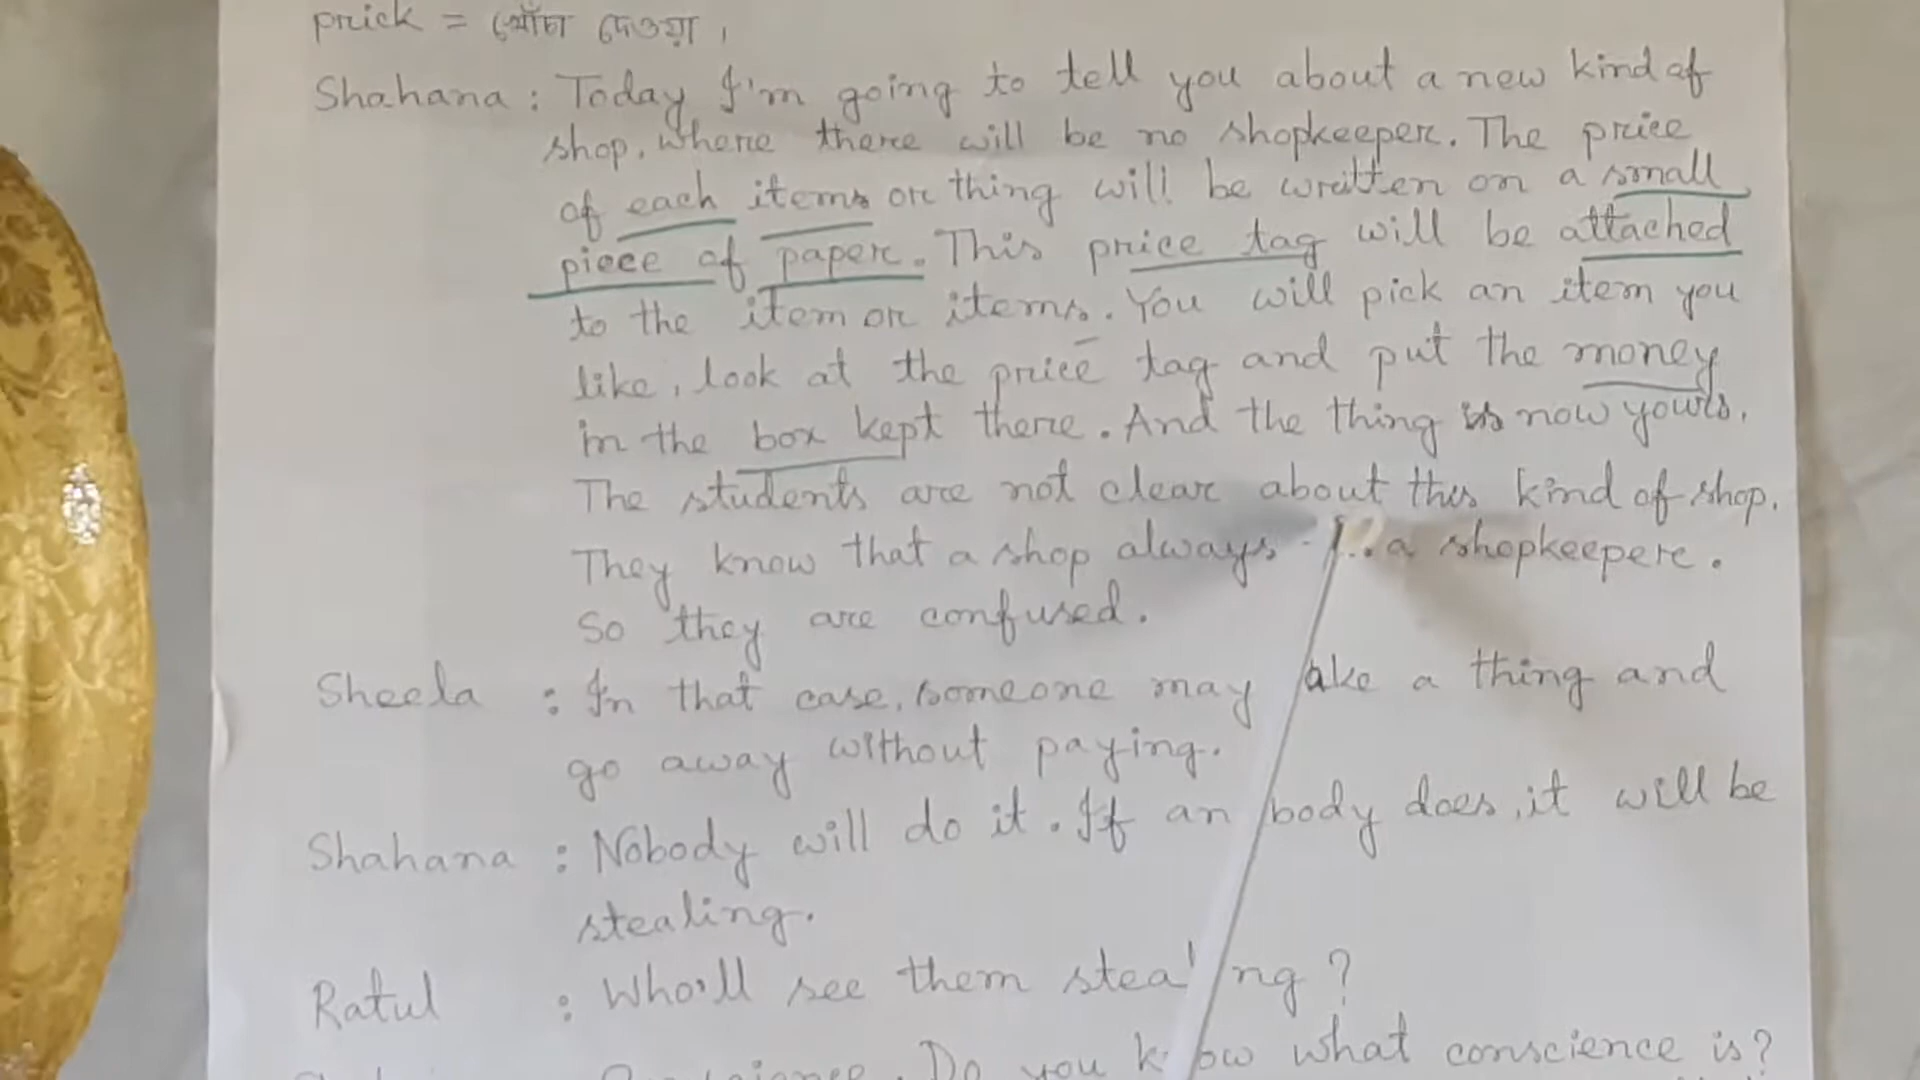 prick = খোঁচা দেওয়া।
Shahana : Today I'm going to tell you about a new kind of
shop, where there will be no shopkeeper. The price
of each items or thing will be written on a small
piece of paper. This price tag will be attached
to the item or items. You will pick an item you
like, look at the price tag and put the money
in the box kept there. And the thing is now yours.
The students are not clear about this kind of shop.
They know that a shop always a shopkeeper.
So they are confused.
Sheela : In that case, someone may take a thing and
go away without paying.
Shahana : Nobody will do it. If anybody does, it will be
stealing.
Ratul : Who'll see them stealing?
Do you know what conscience is?